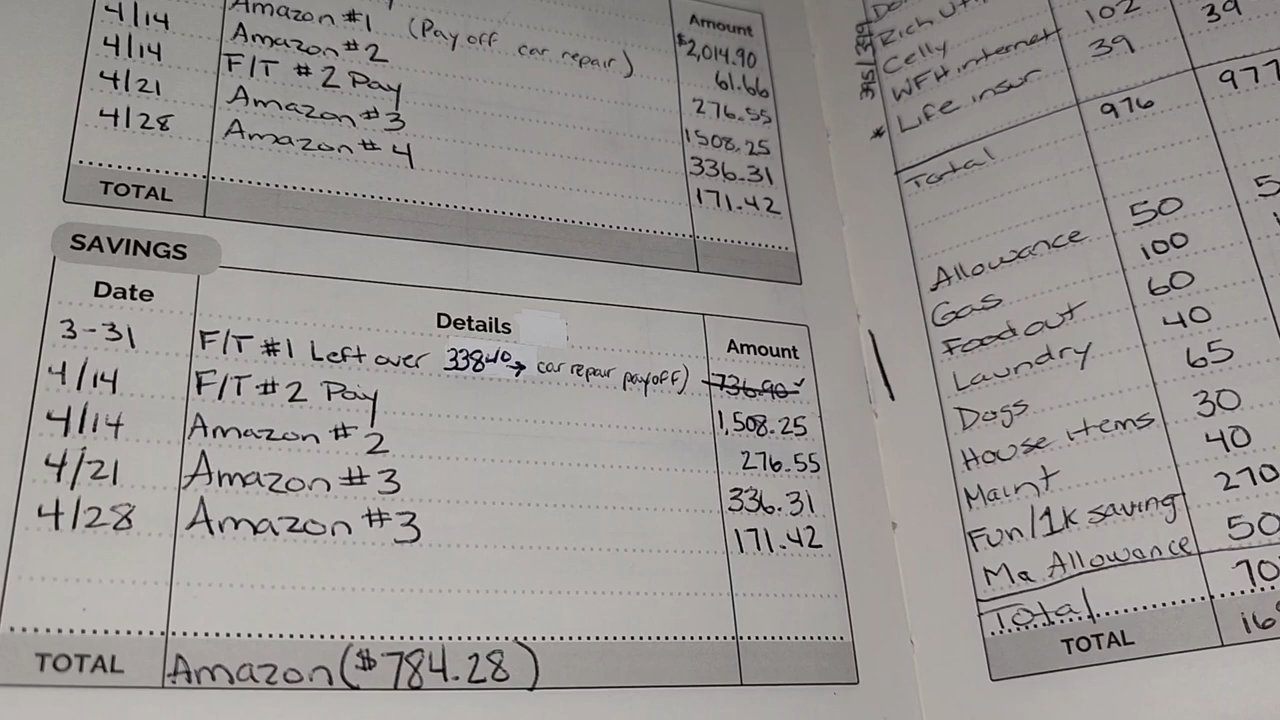 Amount
$2,014.90
4/14 Amazon #1 (Pay off car repair) 61.66
4/14 Amazon #2 276.55
F/T #2 Pay 1508.25
4/21 Amazon #3 336.31
4/28 Amazon #4 171.42
TOTAL
SAVINGS
Date Details Amount
3-31 F/T #1 Left over 338.40 → car repair payoff) 736.90
4/14 F/T #2 Pay 1,508.25
4/14 Amazon #2 276.55
4/21 Amazon #3 336.31
4/28 Amazon #3 171.42
TOTAL Amazon ($784.28)
Celly 102 39
WFH internet 39
* Life insur
Total 976 977
Allowance 50
Gas 100
Food out 60
Laundry 40
Dogs 65
House items 30
Maint 40
Fun/1k saving 270
Ma Allowance 50
Total 70
TOTAL 16